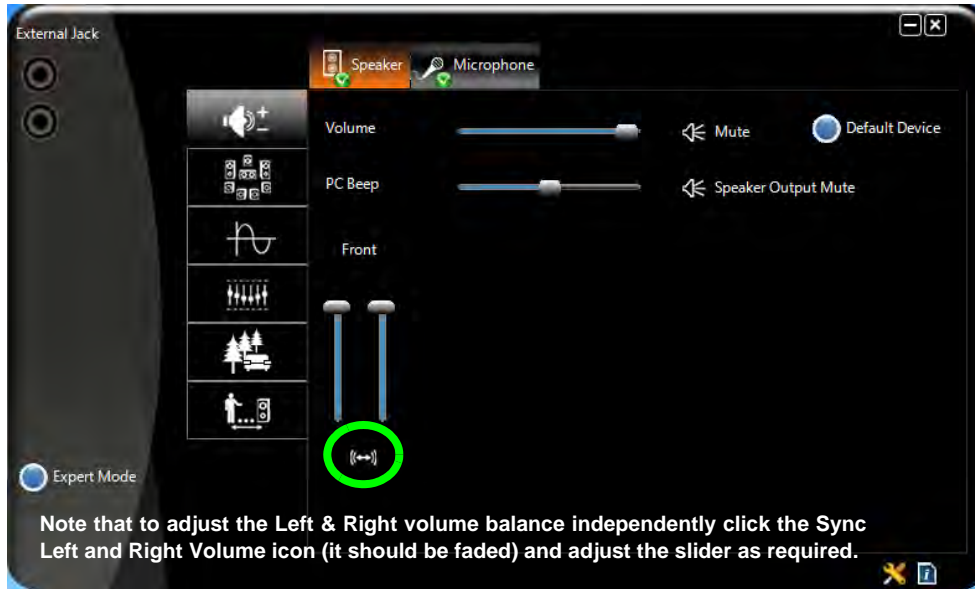 External Jack
Speaker
Microphone
Volume
Mute
Default Device
PC Beep
Speaker Output Mute
Front
Expert Mode
Note that to adjust the Left & Right volume balance independently click the Sync
Left and Right Volume icon (it should be faded) and adjust the slider as required.